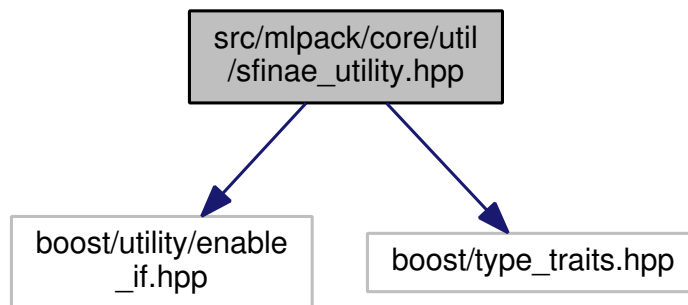 src/mlpack/core/util
/sfinae_utility.hpp
boost/utility/enable
_if.hpp
boost/type_traits.hpp